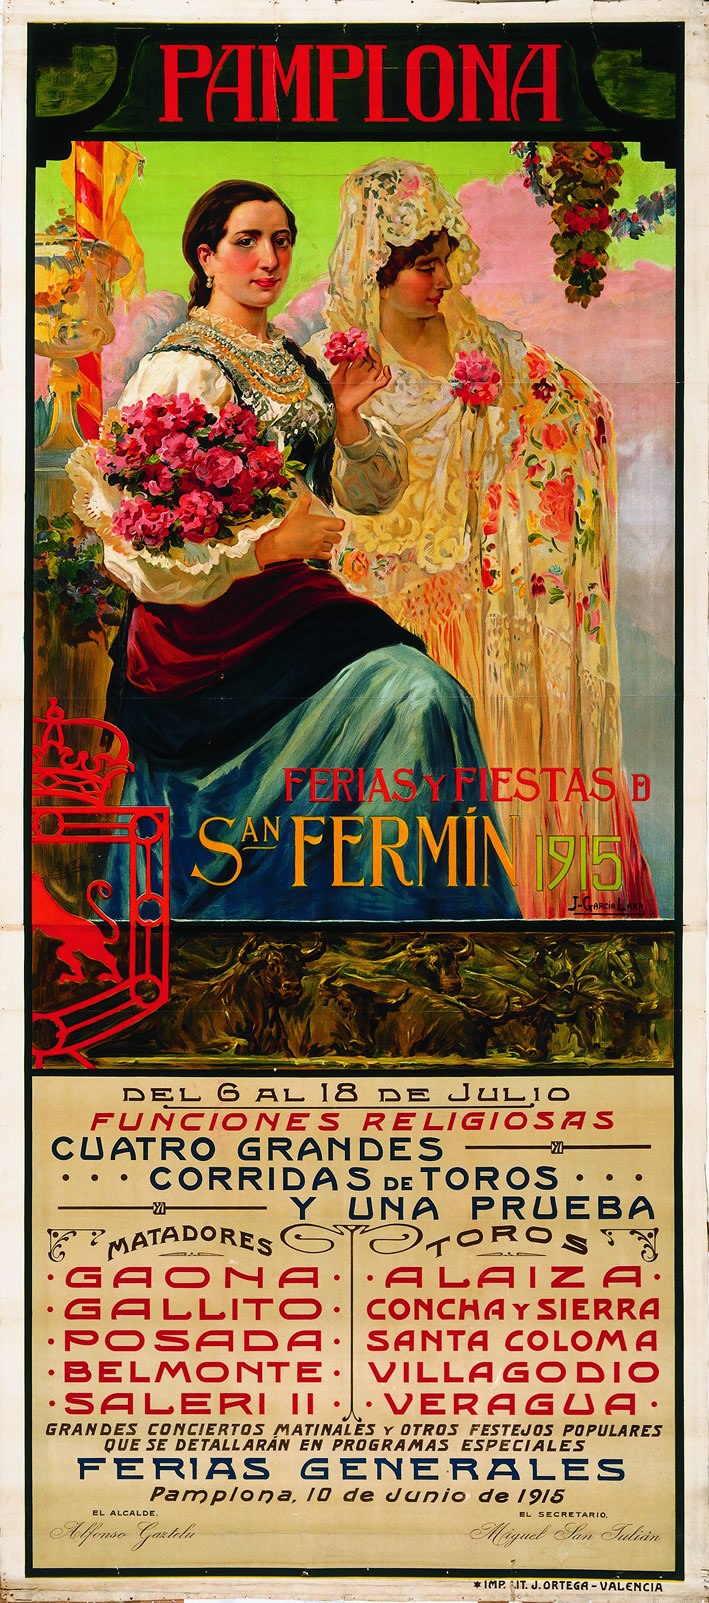 PAMPLONA
FERIAS Y FIESTAS D
SAN FERMÍN 1915
J-GARCIA LARA
DEL 6 AL 18 DE JULIO
FUNCIONES RELIGIOSAS
CUATRO GRANDES
CORRIDAS DE TOROS
Y UNA PRUEBA
MATADORES TOROS
GAONA · ALAIZA
GALLITO · CONCHA Y SIERRA
POSADA · SANTA COLOMA
BELMONTE · VILLAGODIO
SALERI II · VERAGUA
GRANDES CONCIERTOS MATINALES Y OTROS FESTEJOS POPULARES
QUE SE DETALLARÁN EN PROGRAMAS ESPECIALES
FERIAS GENERALES
Pamplona, 10 de Junio de 1915
EL ALCALDE, EL SECRETARIO,
Alfonso Gaztelu Miguel San Julián
IMP. LIT. J. ORTEGA - VALENCIA